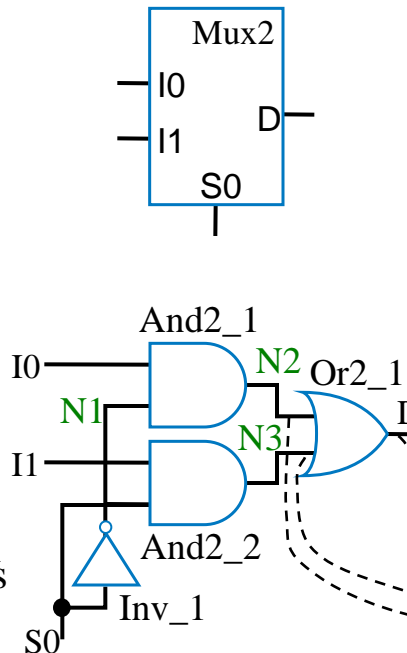 Mux2
I0
I1
D
S0
And2_1
I0
N2
Or2_1
N1
D
I1
N3
And2_2
s
Inv_1
S0